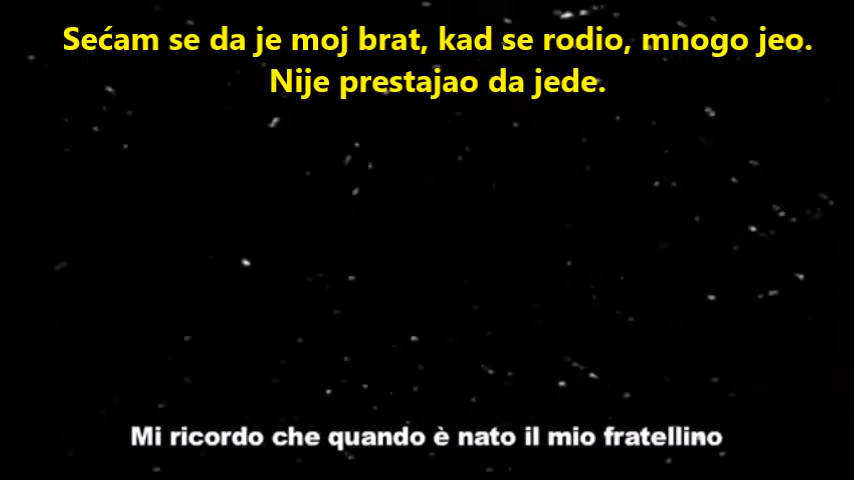 Sećam se da je moj brat, kad se rodio, mnogo jeo.
Nije prestajao da jede.
Mi ricordo che quando è nato il mio fratellino